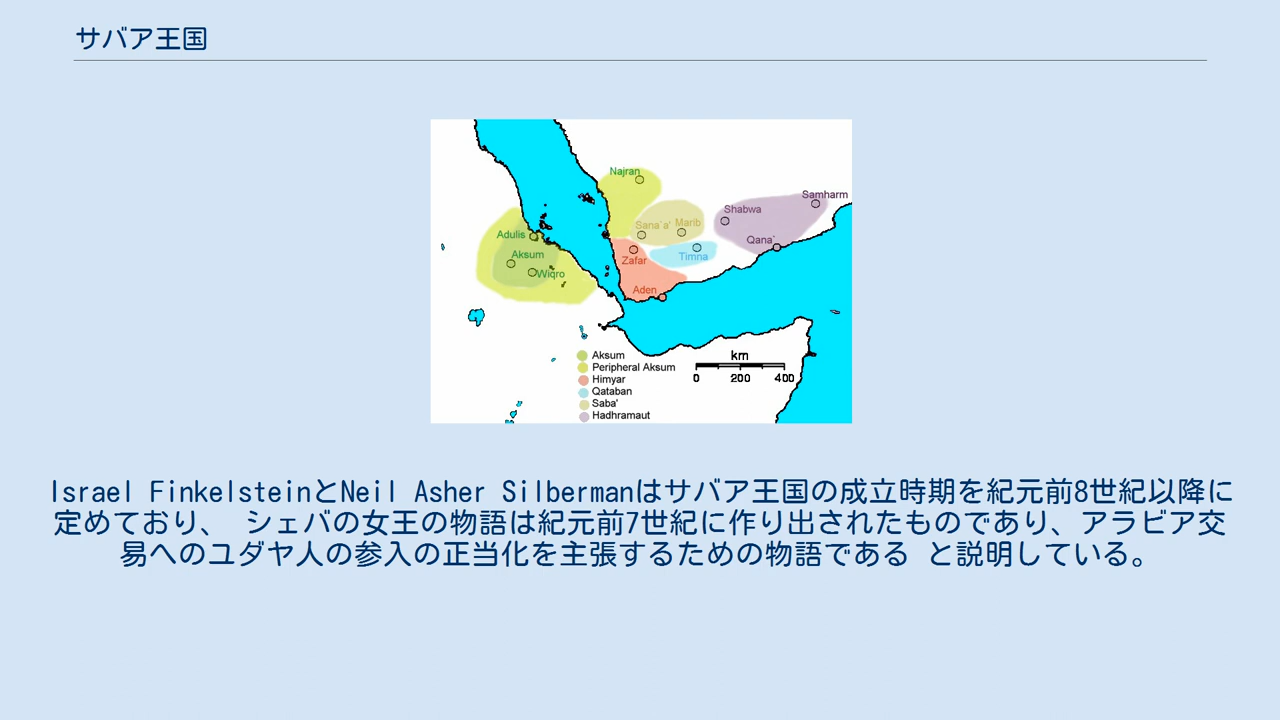 サバア王国
Najran
Samharm
Shabwa
Sana`a'
Marib
Adulis
Qana`
Aksum
Zafar
Timna
Wiqro
Aden
Aksum
Peripheral Aksum
Himyar
Qataban
Saba'
Hadhramaut
km
0 200 400
Israel FinkelsteinとNeil Asher Silbermanはサバア王国の成立時期を紀元前8世紀以降に
定めており、 シェバの女王の物語は紀元前7世紀に作り出されたものであり、アラビア交
易へのユダヤ人の参入の正当化を主張するための物語である と説明している。